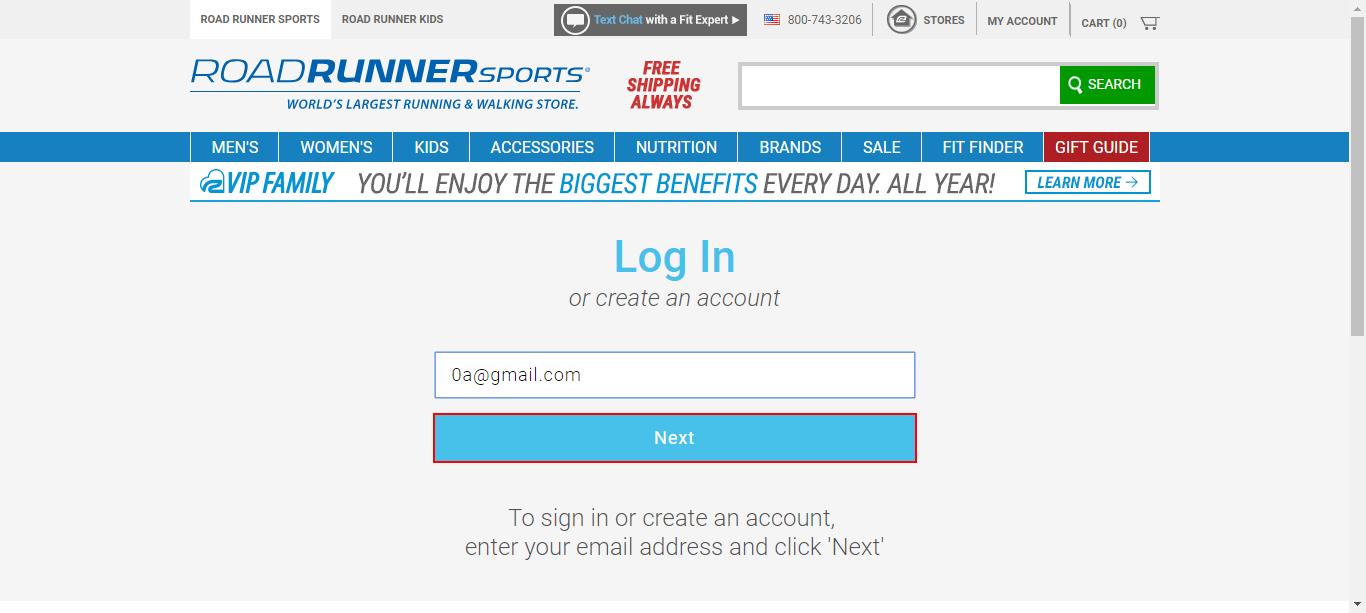 ROAD RUNNER SPORTS
ROAD RUNNER KIDS
Text Chat with a Fit Expert
800-743-3206
STORES
MY ACCOUNT
CART (0)
ROADRUNNERSPORTS®
WORLD'S LARGEST RUNNING & WALKING STORE.
FREE
SHIPPING
ALWAYS
SEARCH
MEN'S
WOMEN'S
KIDS
ACCESSORIES
NUTRITION
BRANDS
SALE
FIT FINDER
GIFT GUIDE
VIP FAMILY
YOU'LL ENJOY THE BIGGEST BENEFITS EVERY DAY. ALL YEAR!
LEARN MORE →
Log In
or create an account
0a@gmail.com
Next
To sign in or create an account,
enter your email address and click 'Next'